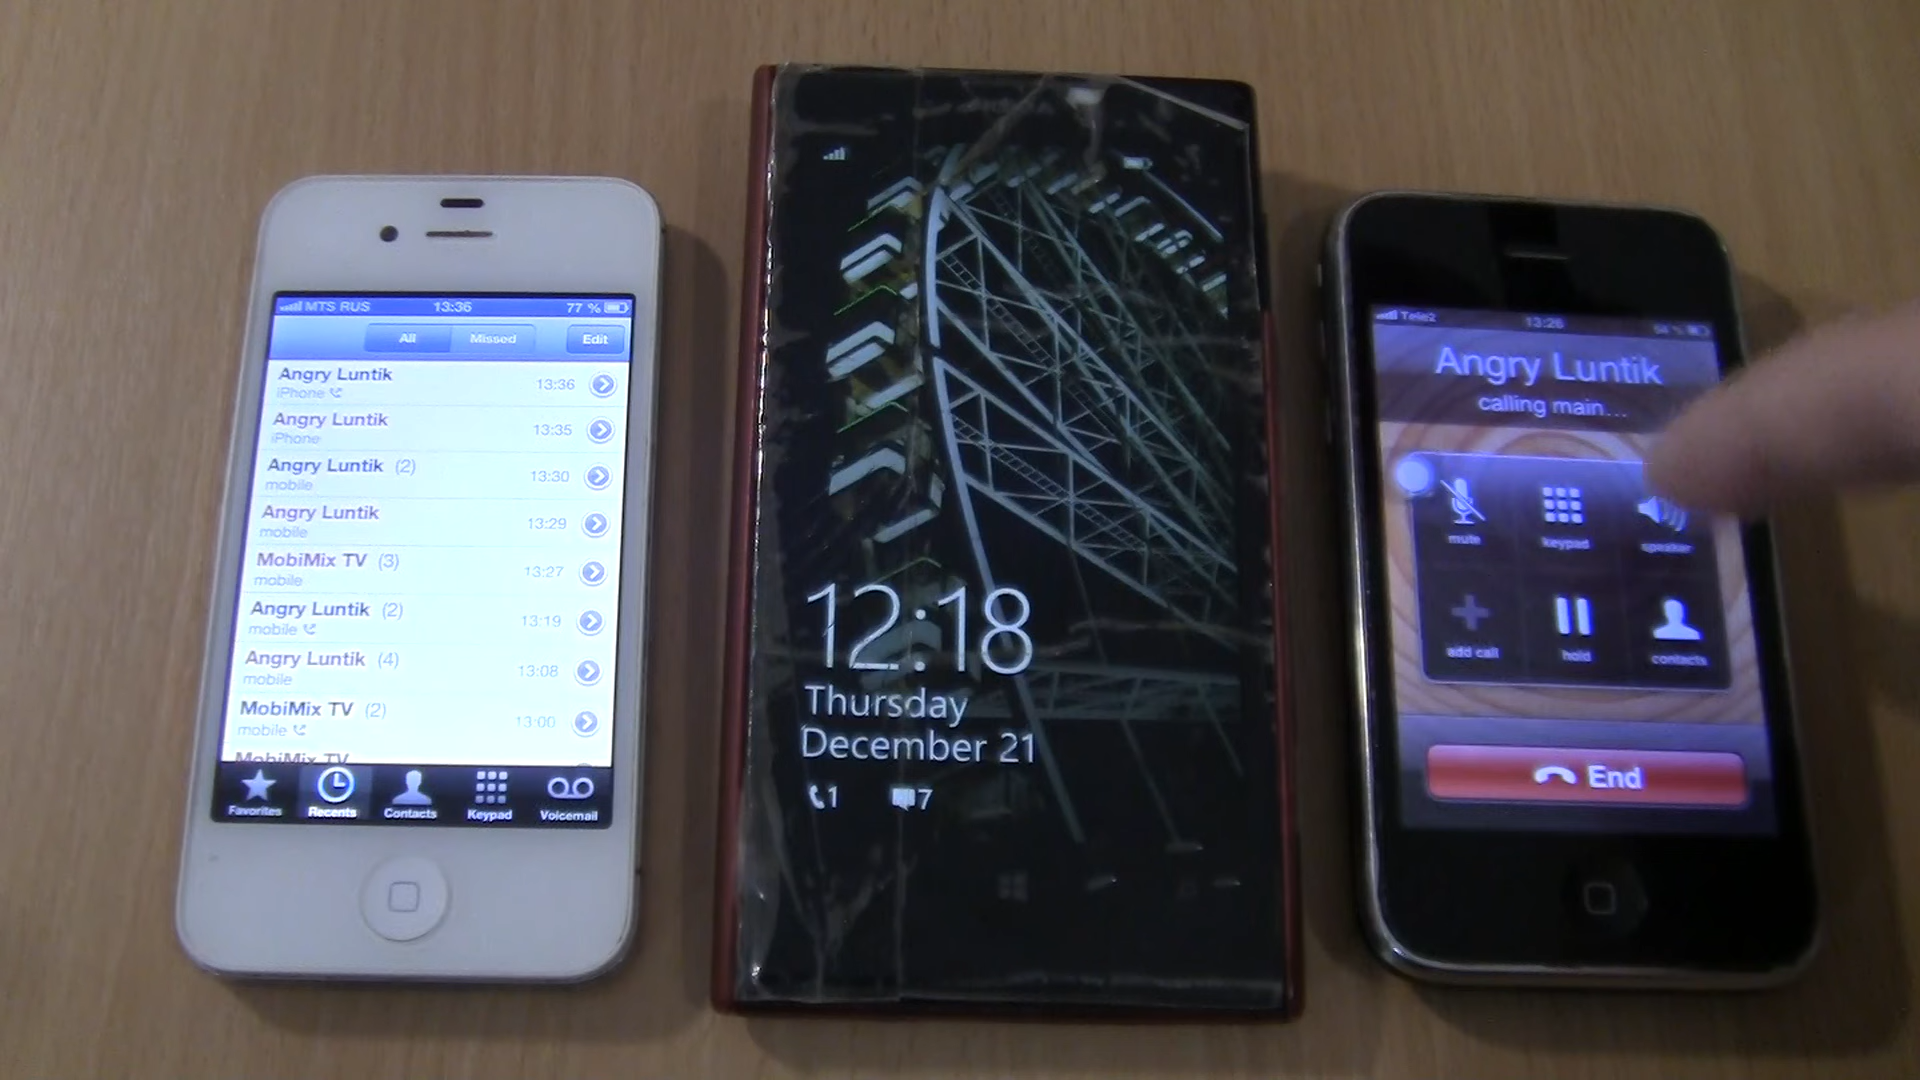 MTS RUS 13:36 77 %
All Missed Edit
Angry Luntik 13:36
iPhone
Angry Luntik 13:35
iPhone
Angry Luntik (2) 13:30
mobile
Angry Luntik 13:29
mobile
MobiMix TV (3) 13:27
mobile
Angry Luntik (2) 13:19
mobile
Angry Luntik (4) 13:08
mobile
MobiMix TV (2) 13:00
mobile
MobiMix TV
Favorites Recents Contacts Keypad Voicemail
12:18
Thursday
December 21
1 7
Tele2 13:26
Angry Luntik
calling main...
mute keypad speaker
add call hold contacts
End